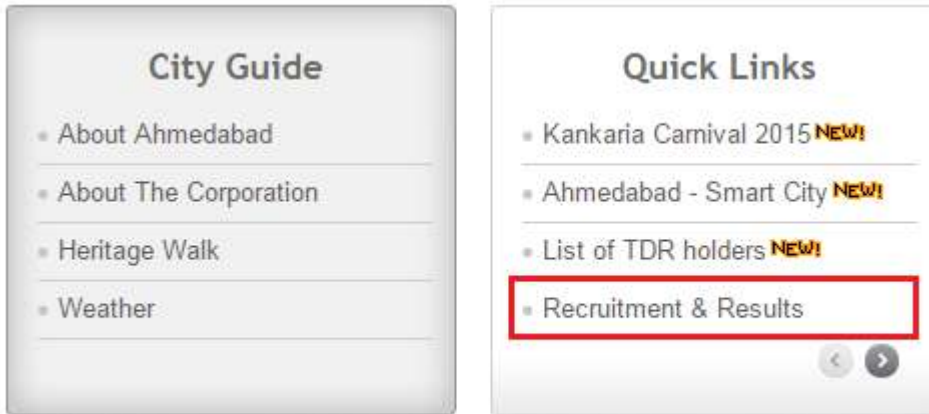 City Guide
About Ahmedabad
About The Corporation
Heritage Walk
Weather
Quick Links
Kankaria Carnival 2015 NEW!
Ahmedabad - Smart City NEW!
List of TDR holders NEW!
Recruitment & Results